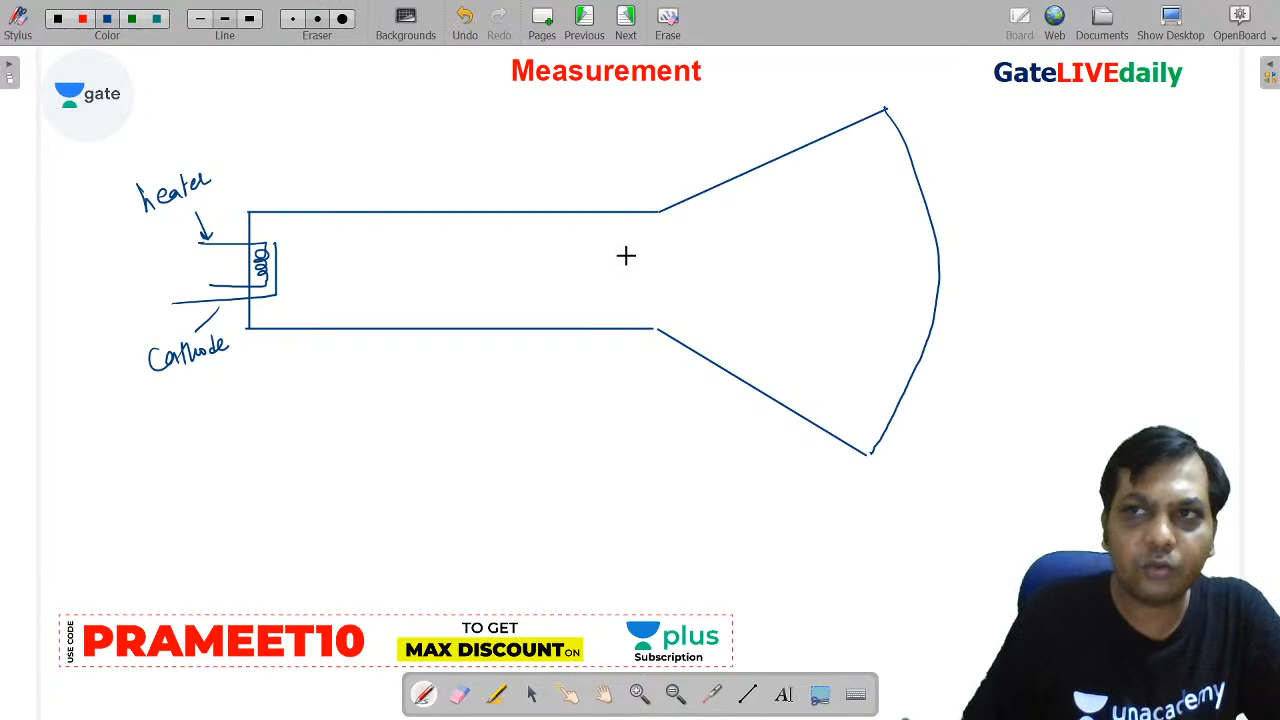 Stylus
Color
Line
Eraser
Backgrounds
Undo
Redo
Pages
Previous
Next
Erase
Board
Web
Documents
Show Desktop
OpenBoard
gate
Measurement
GateLIVEdaily
heater
Cathode
USE CODE
PRAMEET10
TO GET
MAX DISCOUNT ON
plus
Subscription
unacademy